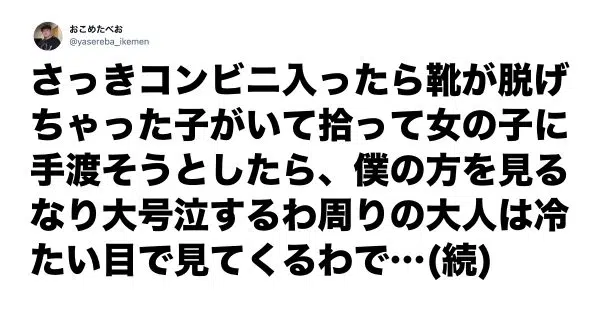 おこめたべお
@yasereba_ikemen
さっきコンビニ入ったら靴が脱げ
ちゃった子がいて拾って女の子に
手渡そうとしたら、僕の方を見る
なり大号泣するわ周りの大人は冷
たい目で見てくるわで…(続)